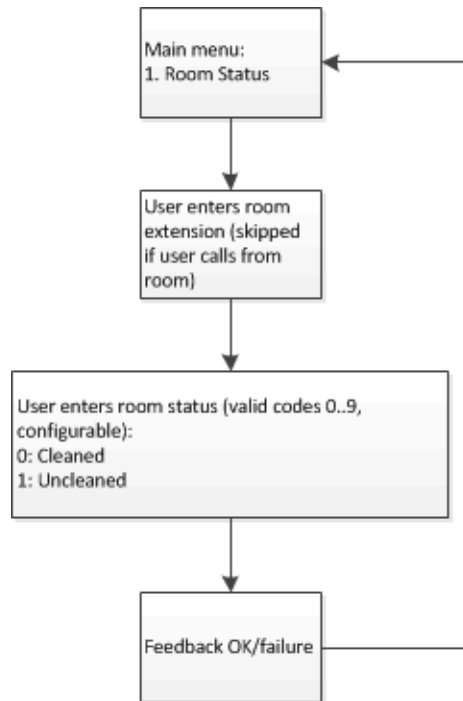 Main menu:
1. Room Status
User enters room
extension (skipped
if user calls from
room)
User enters room status (valid codes 0..9,
configurable):
0: Cleaned
1: Uncleaned
Feedback OK/failure